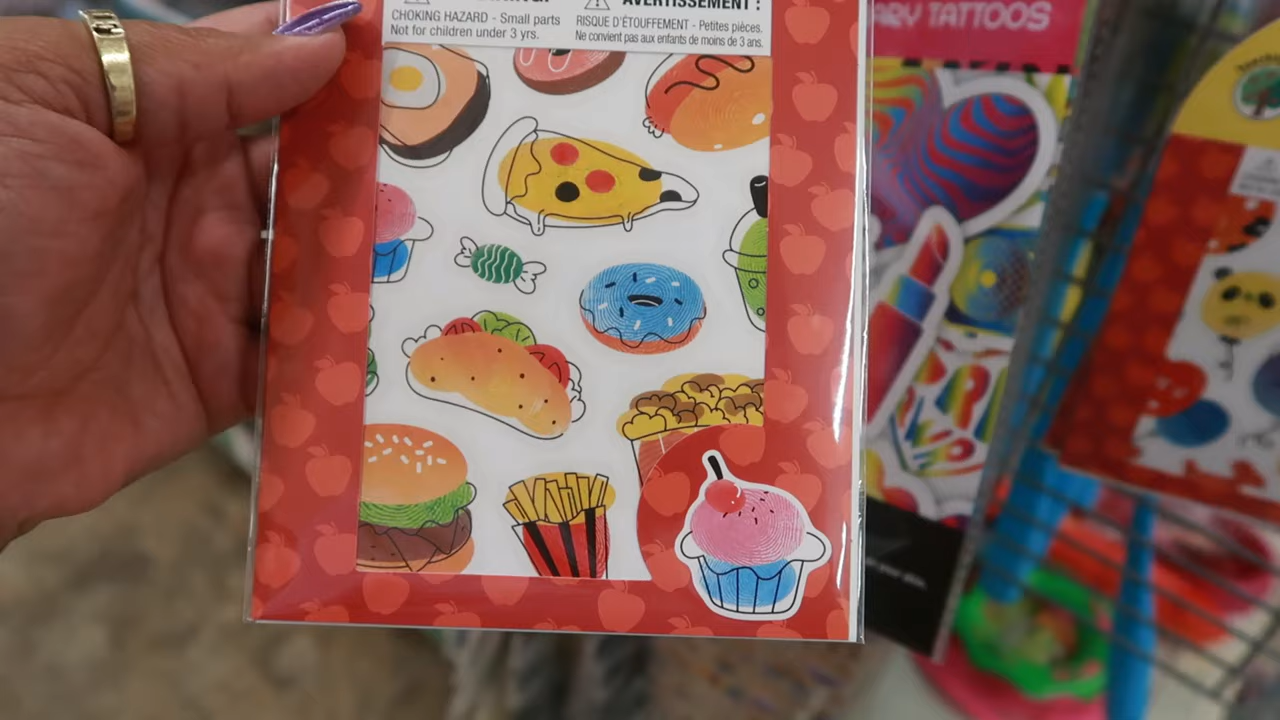 AVERTISSEMENT :
CHOKING HAZARD - Small parts
Not for children under 3 yrs.
RISQUE D'ÉTOUFFEMENT - Petites pièces.
Ne convient pas aux enfants de moins de 3 ans.
ARY TATTOOS